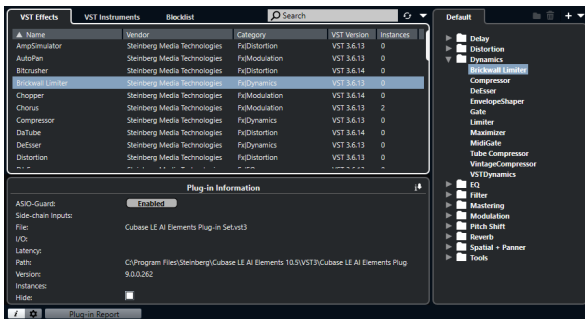 VST Effects VST Instruments Blocklist Search Default
Name Vendor Category VST Version Instances
AmpSimulator Steinberg Media Technologies Fx|Distortion VST 3.6.14 0
AutoPan Steinberg Media Technologies Fx|Modulation VST 3.6.13 0
Bitcrusher Steinberg Media Technologies Fx|Distortion VST 3.6.14 0
Brickwall Limiter Steinberg Media Technologies Fx|Dynamics VST 3.6.13 0
Chopper Steinberg Media Technologies Fx|Modulation VST 3.6.14 0
Chorus Steinberg Media Technologies Fx|Modulation VST 3.6.13 2
Compressor Steinberg Media Technologies Fx|Dynamics VST 3.6.13 0
DaTube Steinberg Media Technologies Fx|Distortion VST 3.6.14 0
DeEsser Steinberg Media Technologies Fx|Dynamics VST 3.6.13 0
Distortion Steinberg Media Technologies Fx|Distortion VST 3.6.13 0
Plug-in Information
ASIO-Guard: Enabled
Side-chain Inputs:
File: Cubase LE AI Elements Plug-in Set.vst3
I/O:
Latency:
Path: C:\Program Files\Steinberg\Cubase LE AI Elements 10.5\VST3\Cubase LE AI Elements Plug-
Version: 9.0.0.262
Instances:
Hide:
i Plug-in Report
Delay
Distortion
Dynamics
Brickwall Limiter
Compressor
DeEsser
EnvelopeShaper
Gate
Limiter
Maximizer
MidiGate
Tube Compressor
VintageCompressor
VSTDynamics
EQ
Filter
Mastering
Modulation
Pitch Shift
Reverb
Spatial + Panner
Tools